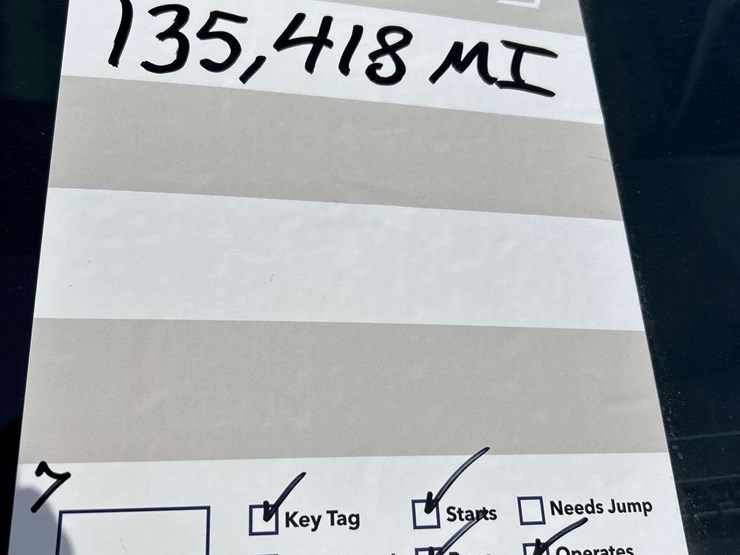 135,418 MI
Key Tag Starts Needs Jump
Operates